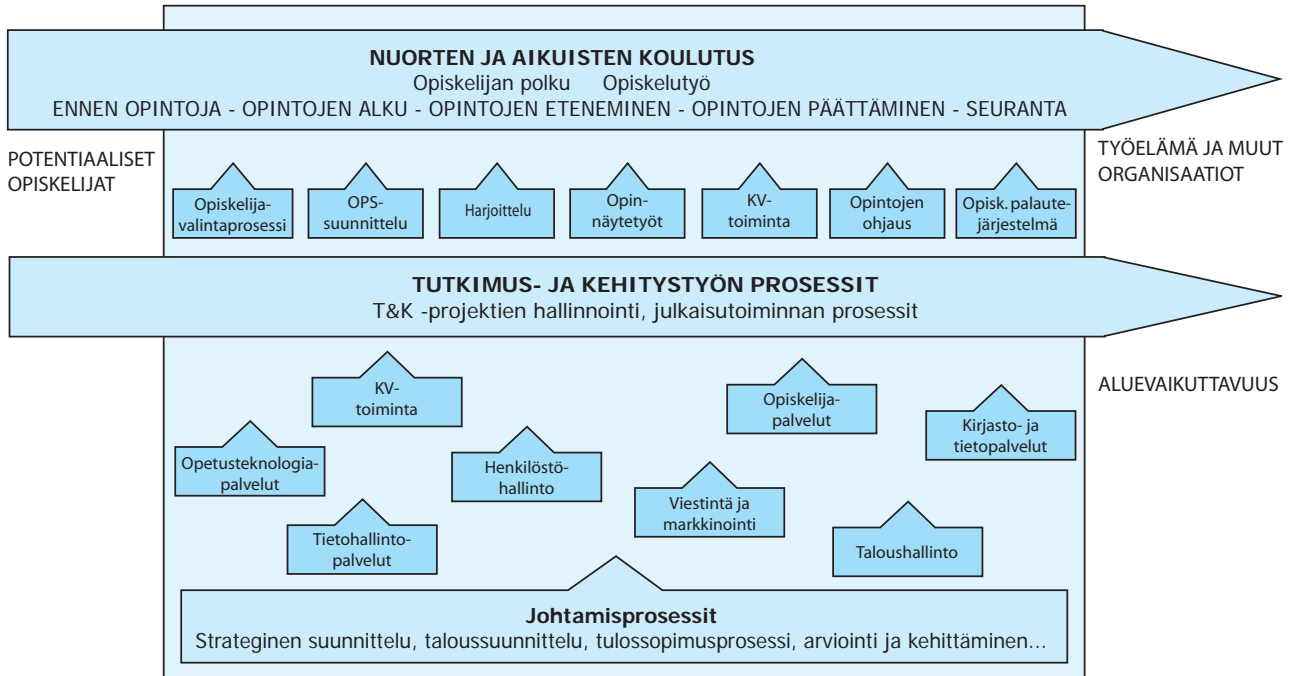 NUORTEN JA AIKUISTEN KOULUTUS
Opiskelijan polku Opiskelutyö
ENNEN OPINTOJA - OPINTOJEN ALKU - OPINTOJEN ETENEMINEN - OPINTOJEN PÄÄTTÄMINEN - SEURANTA
POTENTIAALISET
OPISKELIJAT
TYÖELÄMÄ JA MUUT
ORGANISAATIOT
Opiskelija-
valintaprosessi
OPS-
suunnittelu
Harjoittelu
Opin-
näytetyöt
KV-
toiminta
Opintojen
ohjaus
Opisk. palaute-
järjestelmä
TUTKIMUS- JA KEHITYSTYÖN PROSESSIT
T&K -projektien hallinnointi, julkaisutoiminnan prosessit
ALUEVAIKUTTAVUUS
KV-
toiminta
Opiskelija-
palvelut
Kirjasto- ja
tietopalvelut
Opetusteknologia-
palvelut
Henkilöstö-
hallinto
Viestintä ja
markkinointi
Tietohallinto-
palvelut
Taloushallinto
Johtamisprosessit
Strateginen suunnittelu, taloussuunnittelu, tulossopimusprosessi, arviointi ja kehittäminen...